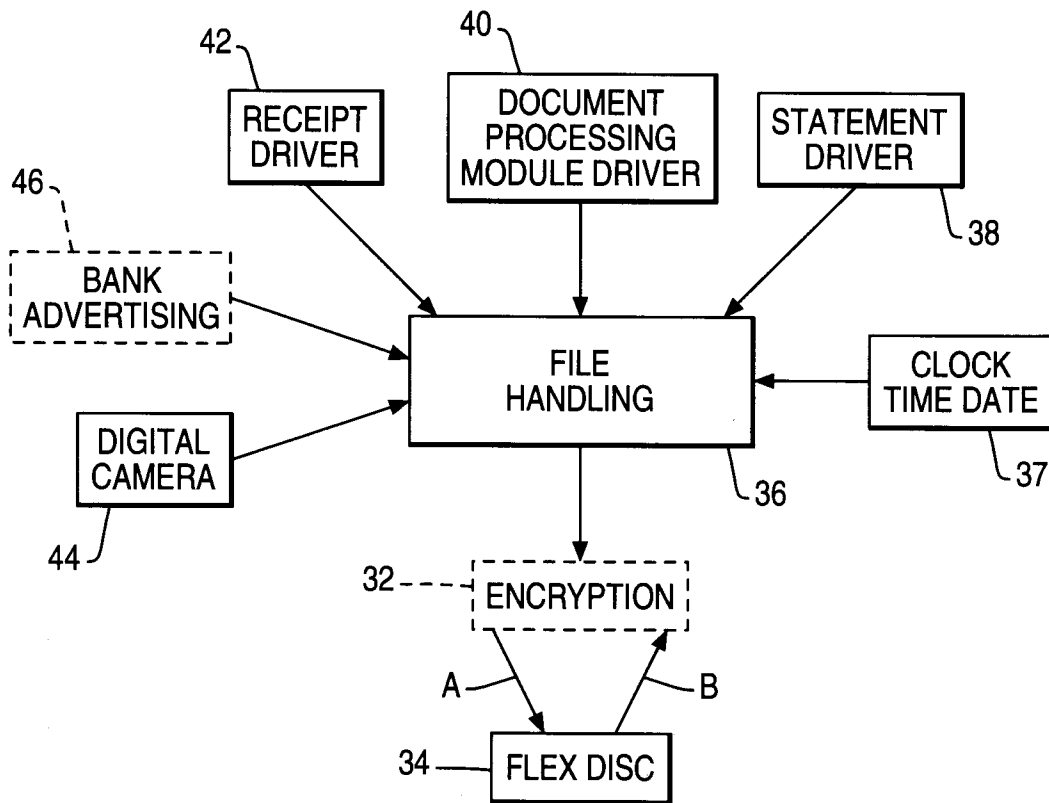 42
RECEIPT
DRIVER
40
DOCUMENT
PROCESSING
MODULE DRIVER
STATEMENT
DRIVER
38
46
BANK
ADVERTISING
FILE
HANDLING
36
CLOCK
TIME DATE
37
DIGITAL
CAMERA
44
32
ENCRYPTION
A
B
34
FLEX DISC